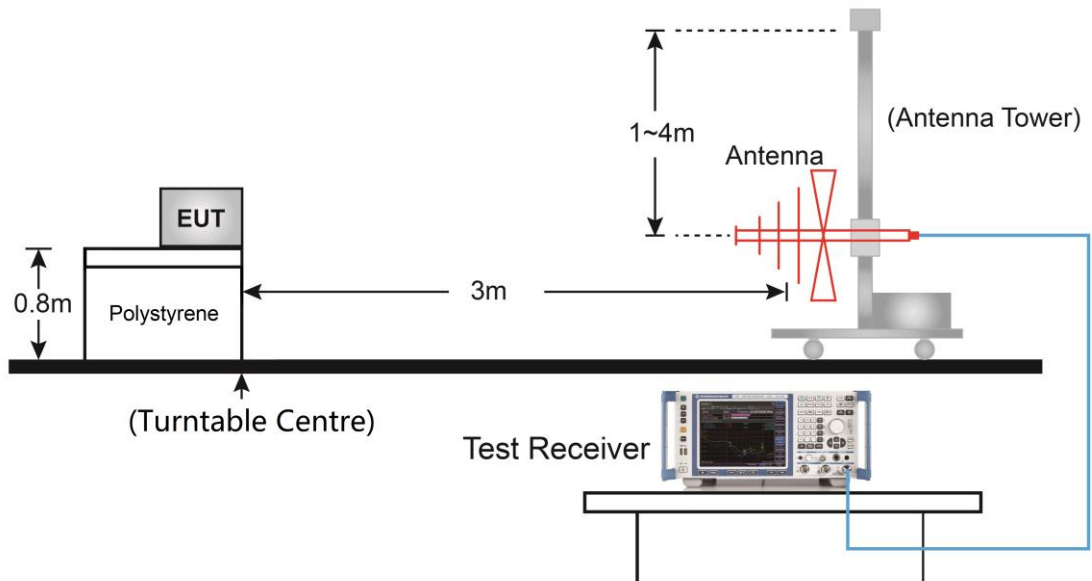 1~4m
(Antenna Tower)
Antenna
EUT
0.8m
Polystyrene
3m
(Turntable Centre)
Test Receiver